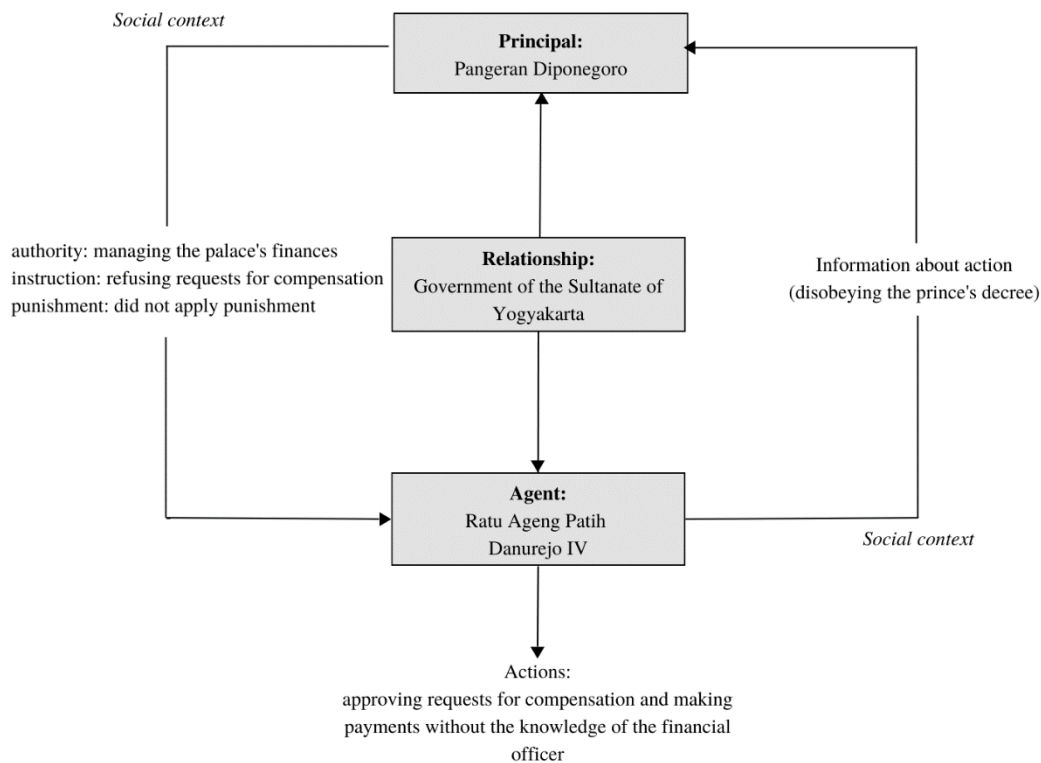 Social context
Principal:
Pangeran Diponegoro
authority: managing the palace's finances
instruction: refusing requests for compensation
punishment: did not apply punishment
Relationship:
Government of the Sultanate of
Yogyakarta
Information about action
(disobeying the prince's decree)
Agent:
Ratu Ageng Patih
Danurejo IV
Social context
Actions:
approving requests for compensation and making
payments without the knowledge of the financial
officer